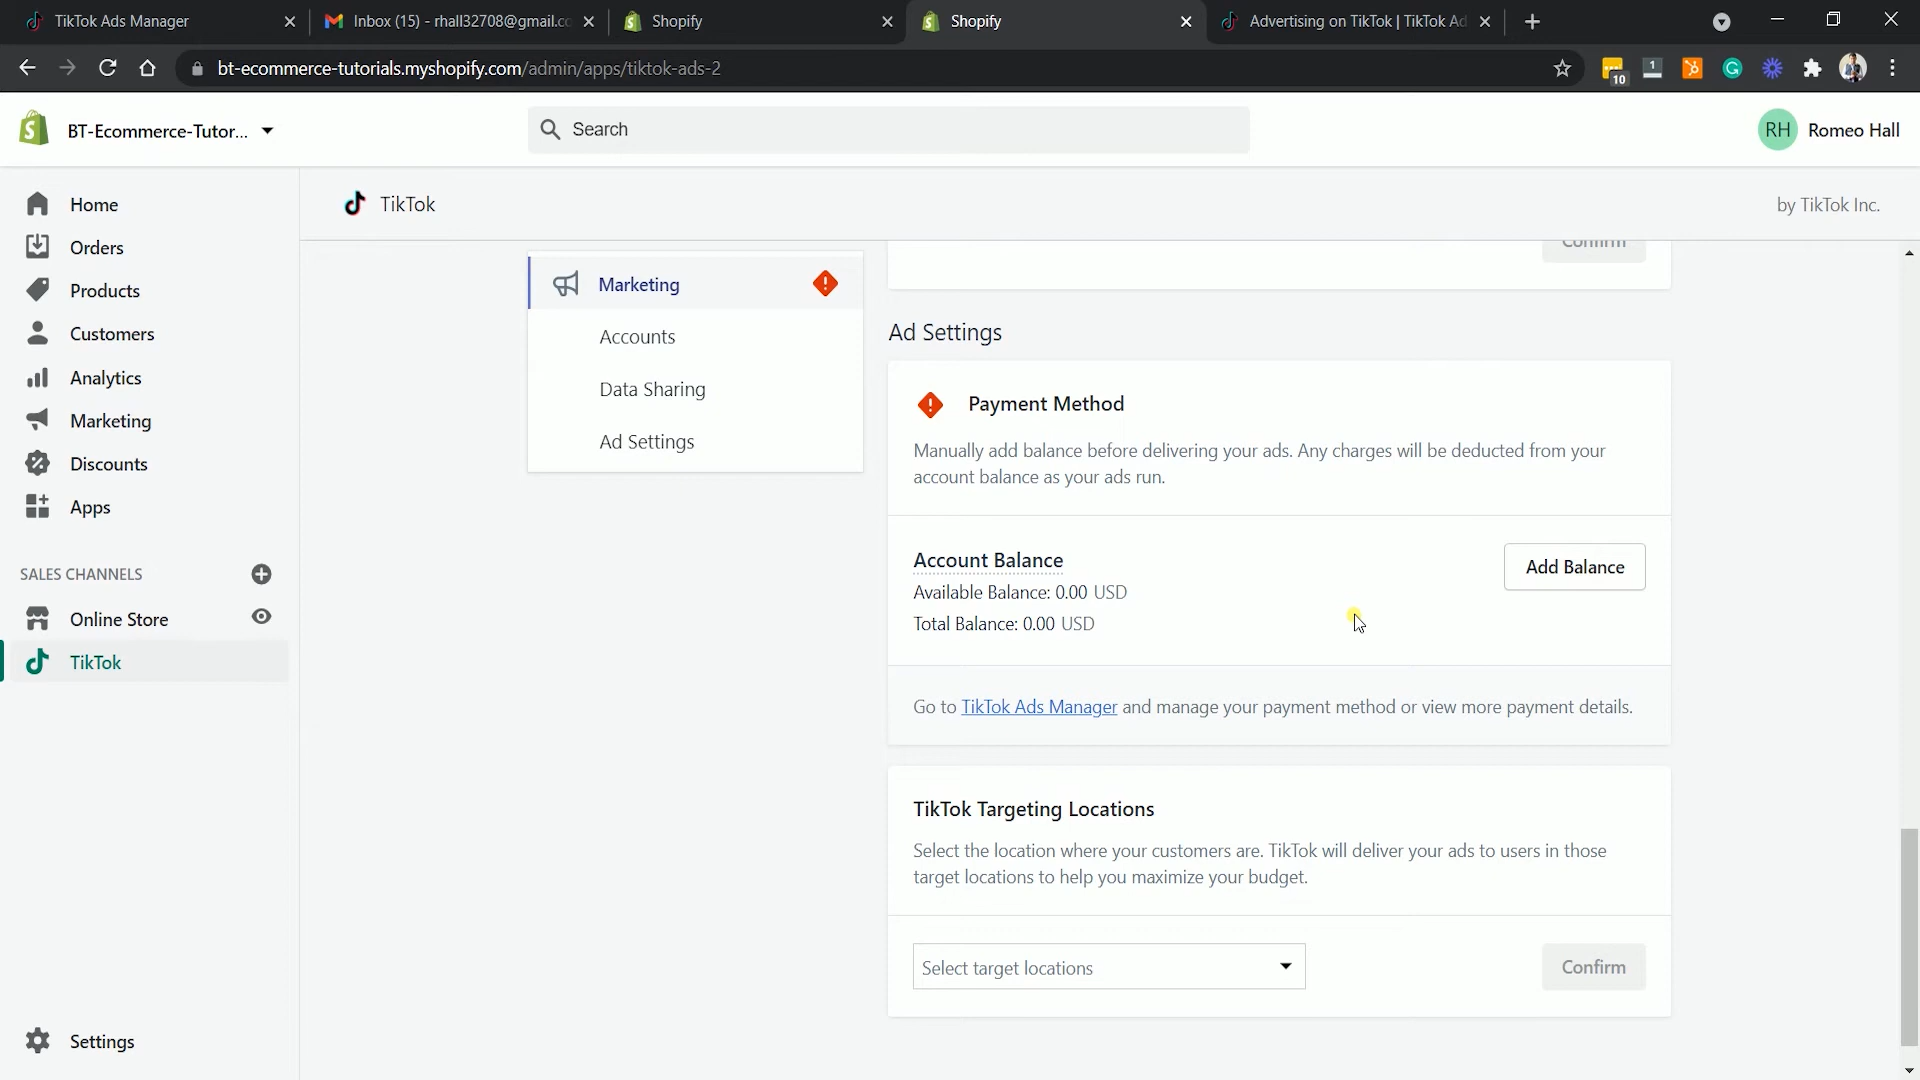 TikTok Ads Manager
Inbox (15) - rhall32708@gmail.co
Shopify
Shopify
Advertising on TikTok | TikTok Ad
bt-ecommerce-tutorials.myshopify.com/admin/apps/tiktok-ads-2
10
1
BT-Ecommerce-Tutor...
Search
RH
Romeo Hall
Home
Orders
Products
Customers
Analytics
Marketing
Discounts
Apps
SALES CHANNELS
Online Store
TikTok
Settings
TikTok
by TikTok Inc.
Marketing
Accounts
Data Sharing
Ad Settings
Confirm
Ad Settings
Payment Method
Manually add balance before delivering your ads. Any charges will be deducted from your
account balance as your ads run.
Account Balance
Available Balance: 0.00 USD
Total Balance: 0.00 USD
Add Balance
Go to TikTok Ads Manager and manage your payment method or view more payment details.
TikTok Targeting Locations
Select the location where your customers are. TikTok will deliver your ads to users in those
target locations to help you maximize your budget.
Select target locations
Confirm